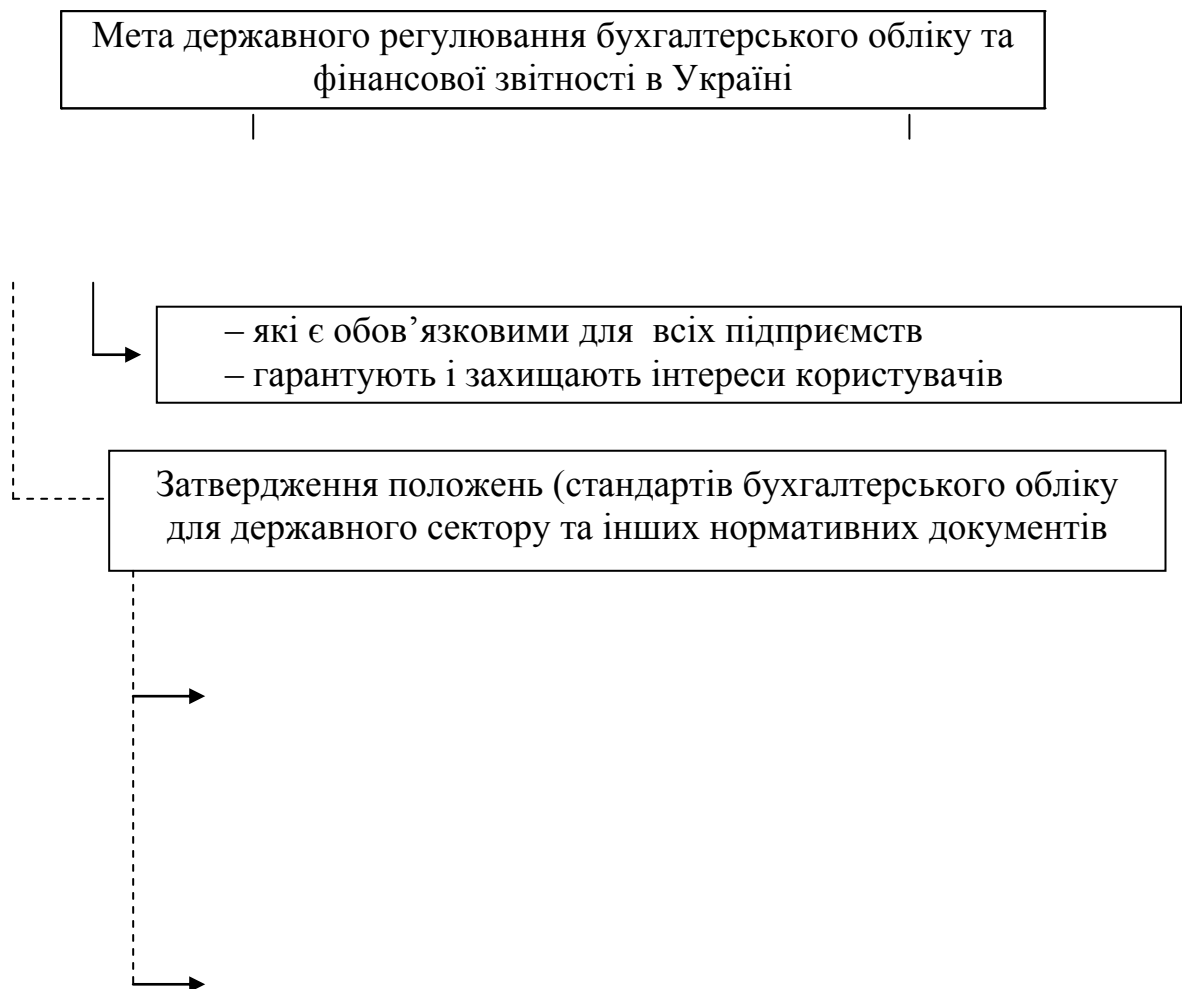 Мета державного регулювання бухгалтерського обліку та
фінансової звітності в Україні
– які є обов’язковими для всіх підприємств
– гарантують і захищають інтереси користувачів
Затвердження положень (стандартів бухгалтерського обліку
для державного сектору та інших нормативних документів